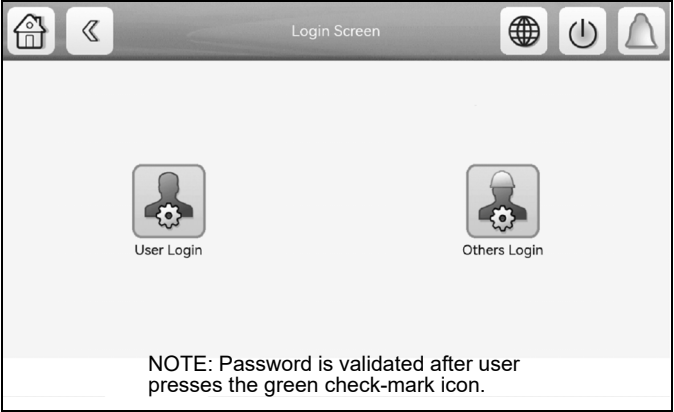 Login Screen
User Login
Others Login
NOTE: Password is validated after user
presses the green check-mark icon.